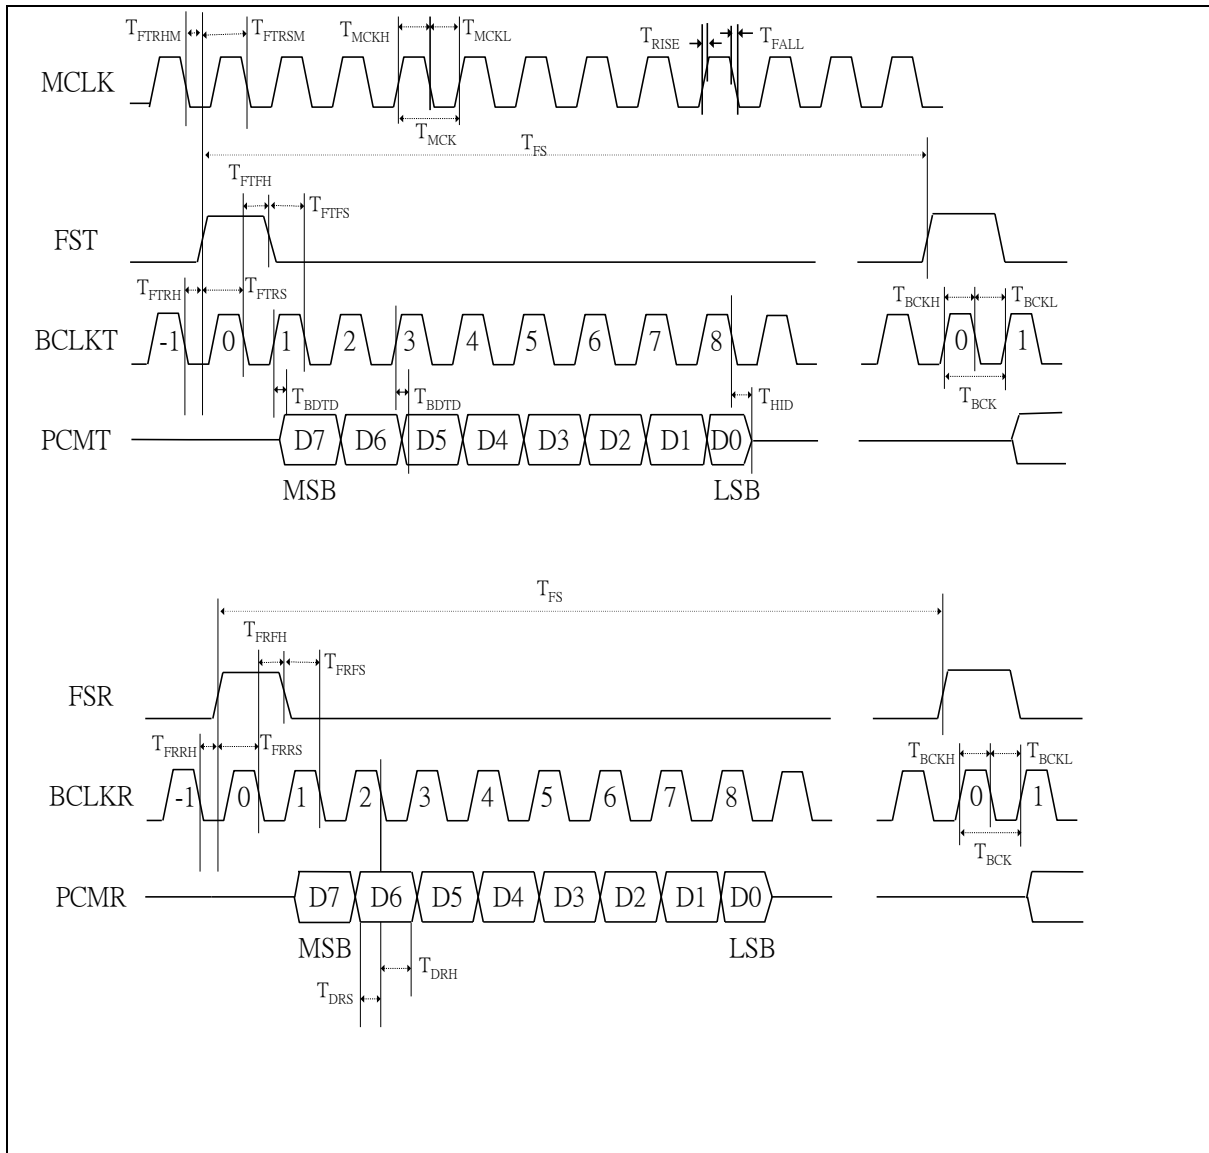 TFTRHM TFTRSM TMCKH TMCKL TRISE TFALL
MCLK
TMCK TFS
TFTFH TFTFS
FST
TFTRH TFTRS TBCKH TBCKL
BCLKT -1 0 1 2 3 4 5 6 7 8 0 1
TBDTD TBDTD THID TBCK
PCMT D7 D6 D5 D4 D3 D2 D1 D0
MSB LSB
TFS
TFRFH TFRFS
FSR
TFRRH TFRRS TBCKH TBCKL
BCLKR -1 0 1 2 3 4 5 6 7 8 0 1
TBCK
PCMR D7 D6 D5 D4 D3 D2 D1 D0
MSB LSB
TDRH
TDRS